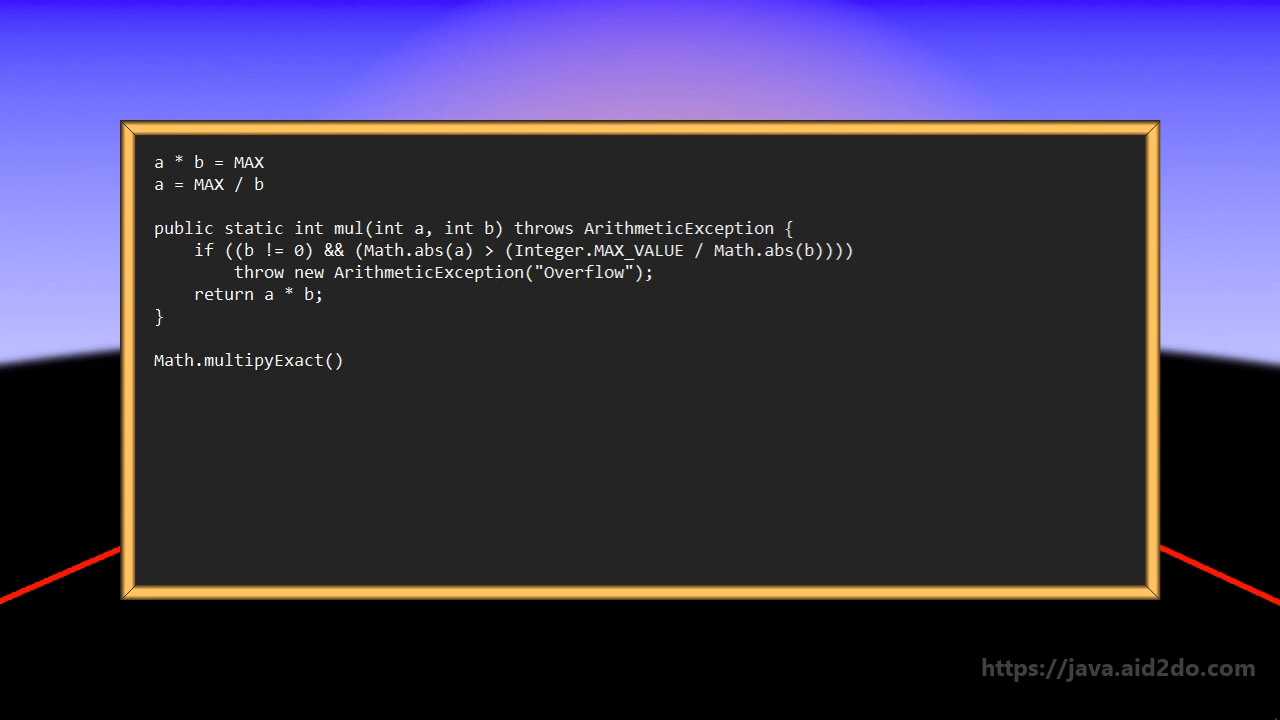 a * b = MAX
a = MAX / b
public static int mul(int a, int b) throws ArithmeticException {
    if ((b != 0) && (Math.abs(a) > (Integer.MAX_VALUE / Math.abs(b))))
        throw new ArithmeticException("Overflow");
    return a * b;
}
Math.multipyExact()
https://java.aid2do.com